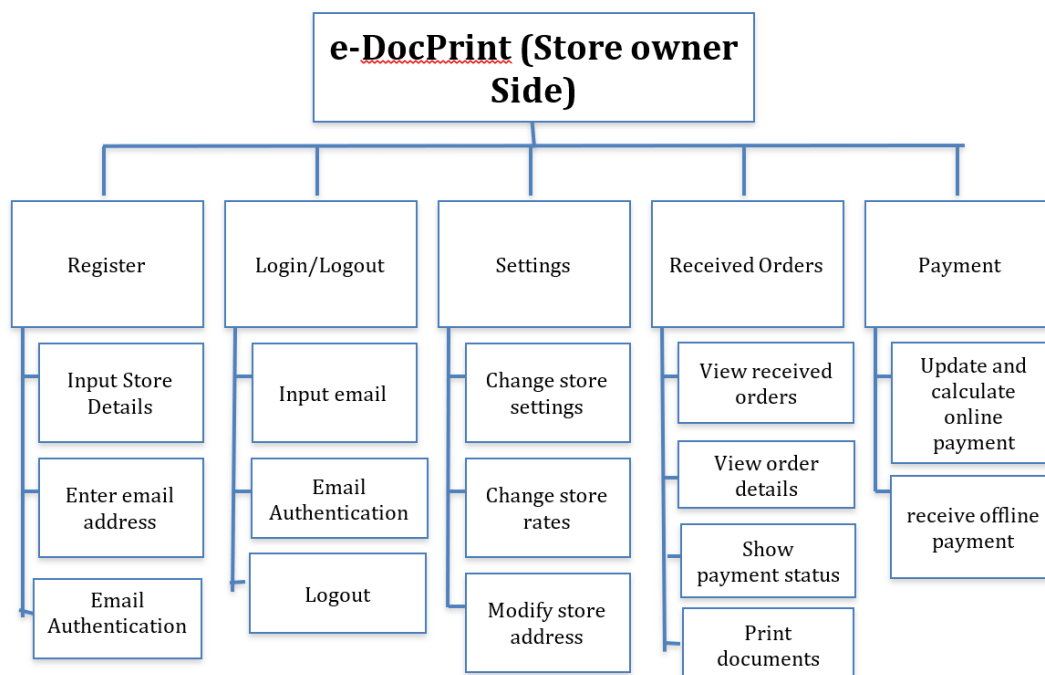 e-DocPrint (Store owner
Side)
Register
Input Store
Details
Enter email
address
Email
Authentication
Login/Logout
Input email
Email
Authentication
Logout
Settings
Change store
settings
Change store
rates
Modify store
address
Received Orders
View received
orders
View order
details
Show
payment status
Print
documents
Payment
Update and
calculate
online
payment
receive offline
payment